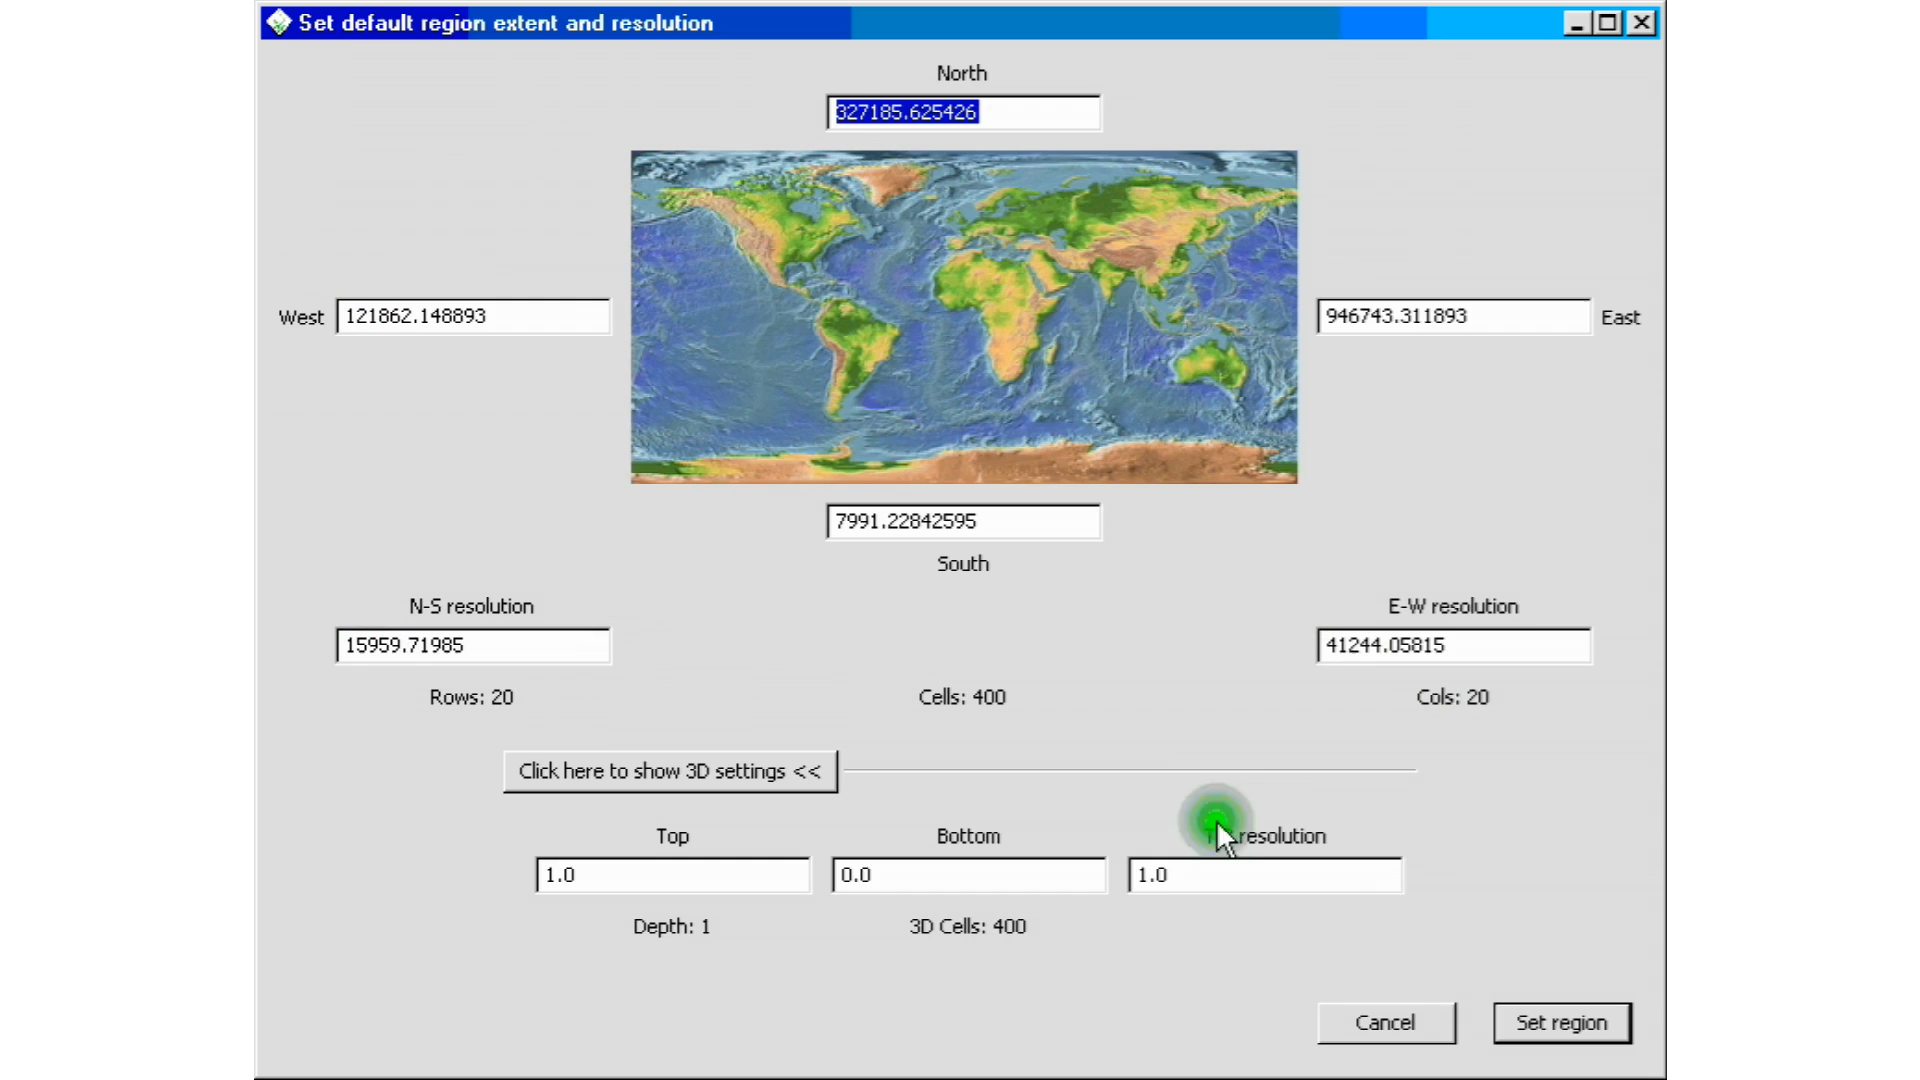 Set default region extent and resolution
North
327185.625426
West
121862.148893
946743.311893
East
7991.22842595
South
N-S resolution
E-W resolution
15959.71985
41244.05815
Rows: 20
Cells: 400
Cols: 20
Click here to show 3D settings <<
Top
Bottom
resolution
1.0
0.0
1.0
Depth: 1
3D Cells: 400
Cancel
Set region